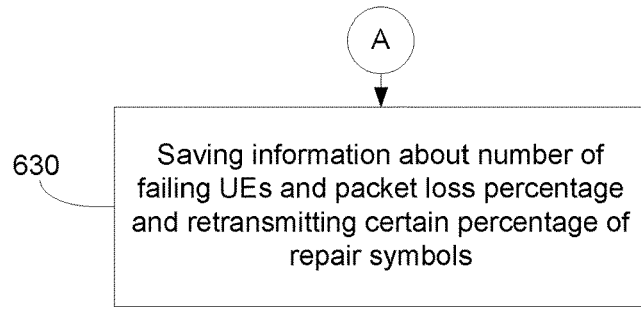 A
630
Saving information about number of
failing UEs and packet loss percentage
and retransmitting certain percentage of
repair symbols